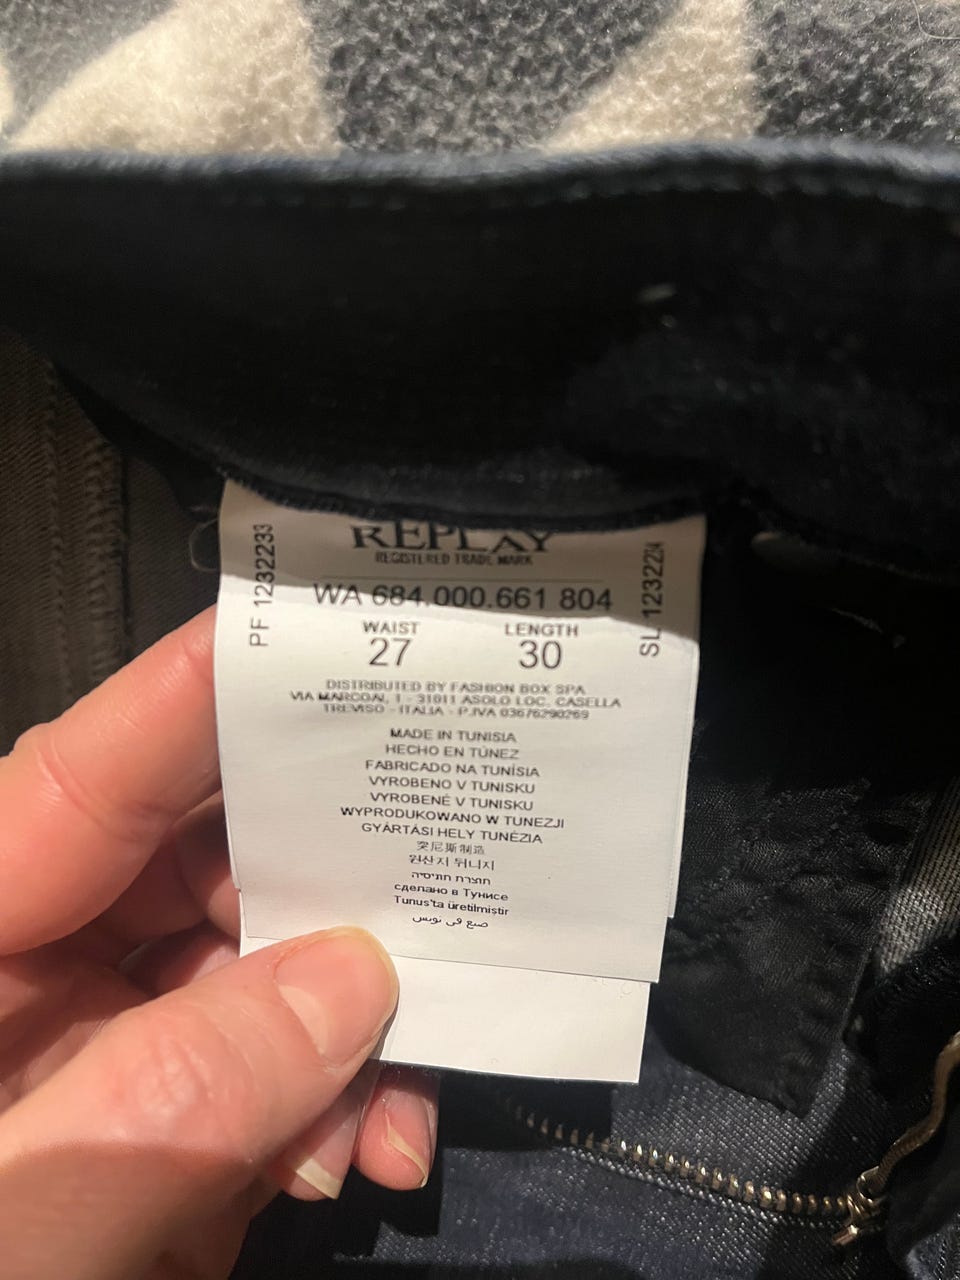 REPLAY
REGISTERED TRADE MARK
PF 1232233
WA 684.000.661 804
SL 1232224
WAIST LENGTH
27 30
DISTRIBUTED BY FASHION BOX SPA
VIA MARCONI, 1 - 31011 ASOLO LOC. CASELLA
TREVISO - ITALIA - P.IVA 03676290269
MADE IN TUNISIA
HECHO EN TÚNEZ
FABRICADO NA TUNÍSIA
VYROBENO V TUNISKU
VYROBENÉ V TUNISKU
WYPRODUKOWANO W TUNEZJI
GYÁRTÁSI HELY TUNÉZIA
突尼斯制造
원산지 튀니지
תוצרת תוניסיה
сделано в Тунисе
Tunus'ta üretilmiştir
صنع في تونس